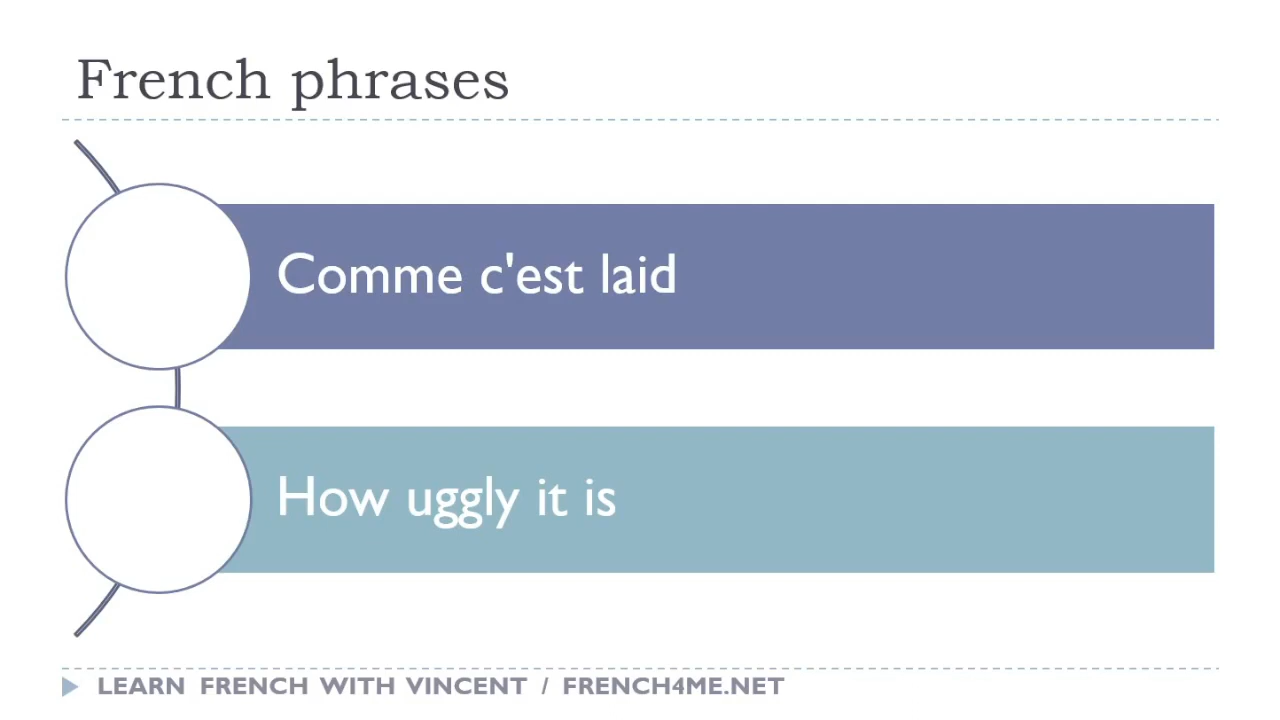 French phrases
Comme c'est laid
How uggly it is
LEARN FRENCH WITH VINCENT / FRENCH4ME.NET